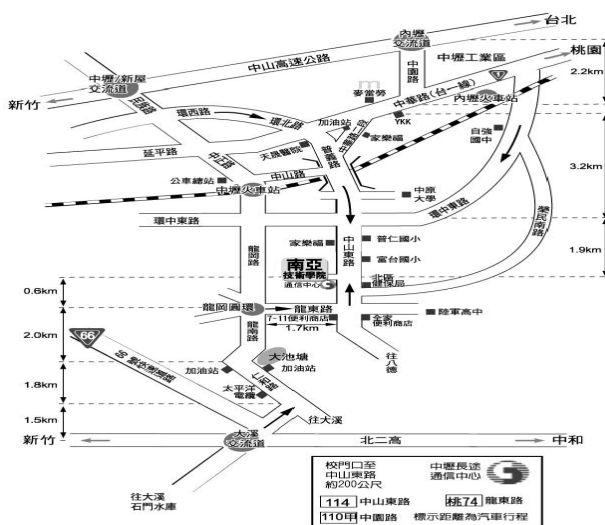 台北
內壢
交流道
中山高速公路
中壢工業區
桃園
中園路
2.2km
中壢/新屋
交流道
麥當勞
中華路(台一線)
1
內壢火車站
新竹
民族路
環西路
環北路
加油站
YKK
中華路一段
家樂福
自強
國中
延平路
中正路
天晟醫院
普義路
3.2km
公車總站
中山路
中壢火車站
中原
大學
環中東路
環中東路
榮民南路
龍岡路
家樂福
中山東路
普仁國小
1.9km
南亞
技術學院
富台國小
通信中心
北區
健保局
0.6km
龍岡圓環
龍東路
陸軍高中
7-11便利商店
全家
便利商店
1.7km
2.0km
龍南路
66
大池塘
往八德
加油站
加油站
1.8km
太平洋
電纜
往大溪
1.5km
新竹
大溪
交流道
北二高
中和
往大溪
石門水庫
校門口至
中山東路
約200公尺
中壢長途
通信中心
114 中山東路
桃74 龍東路
110甲 中園路
標示距離為汽車行程